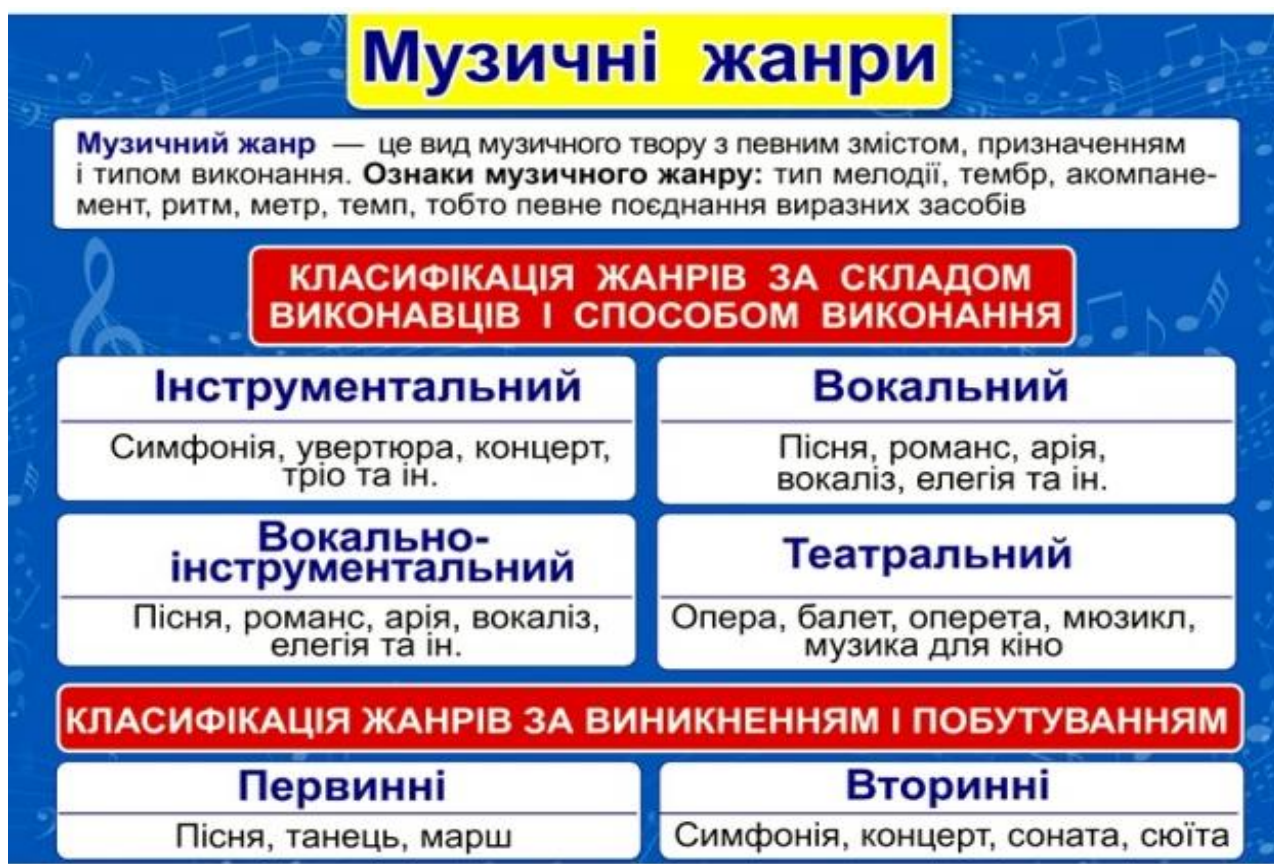 Музичні жанри
Музичний жанр — це вид музичного твору з певним змістом, призначенням
і типом виконання. Ознаки музичного жанру: тип мелодії, тембр, акомпане-
мент, ритм, метр, темп, тобто певне поєднання виразних засобів
КЛАСИФІКАЦІЯ ЖАНРІВ ЗА СКЛАДОМ
ВИКОНАВЦІВ І СПОСОБОМ ВИКОНАННЯ
Інструментальний
Симфонія, увертюра, концерт,
тріо та ін.
Вокальний
Пісня, романс, арія,
вокаліз, елегія та ін.
Вокально-
інструментальний
Пісня, романс, арія, вокаліз,
елегія та ін.
Театральний
Опера, балет, оперета, мюзикл,
музика для кіно
КЛАСИФІКАЦІЯ ЖАНРІВ ЗА ВИНИКНЕННЯМ І ПОБУТУВАННЯМ
Первинні
Пісня, танець, марш
Вторинні
Симфонія, концерт, соната, сюїта